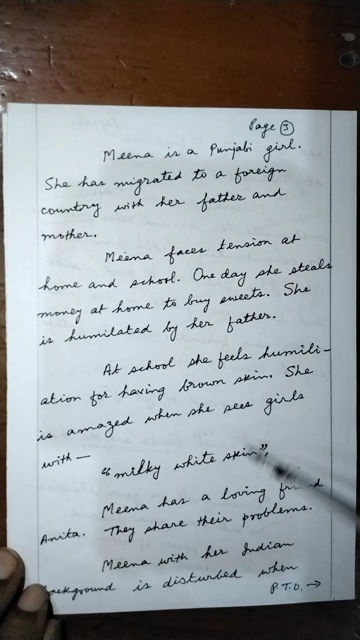 Page 3
Meena is a Punjabi girl.
She has migrated to a foreign
country with her father and
mother.
Meena faces tension at
home and school. One day she steals
money at home to buy sweets. She
is humilated by her father.
At school she feels humili-
ation for having brown skin. She
is amazed when she sees girls
with—
"milky white skin",
Meena has a loving friend
Anita. They share their problems.
Meena with her Indian
background is disturbed when
P.T.O. →